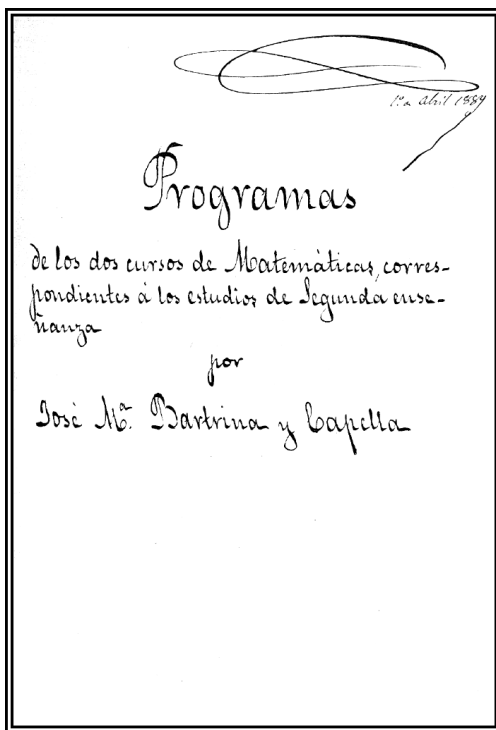 1º a abril 1889
Programas
de los dos cursos de Matemáticas, corres-
pondientes à los estudios de Segunda ense-
ñanza
por
José Mª. Bartrina y Capella